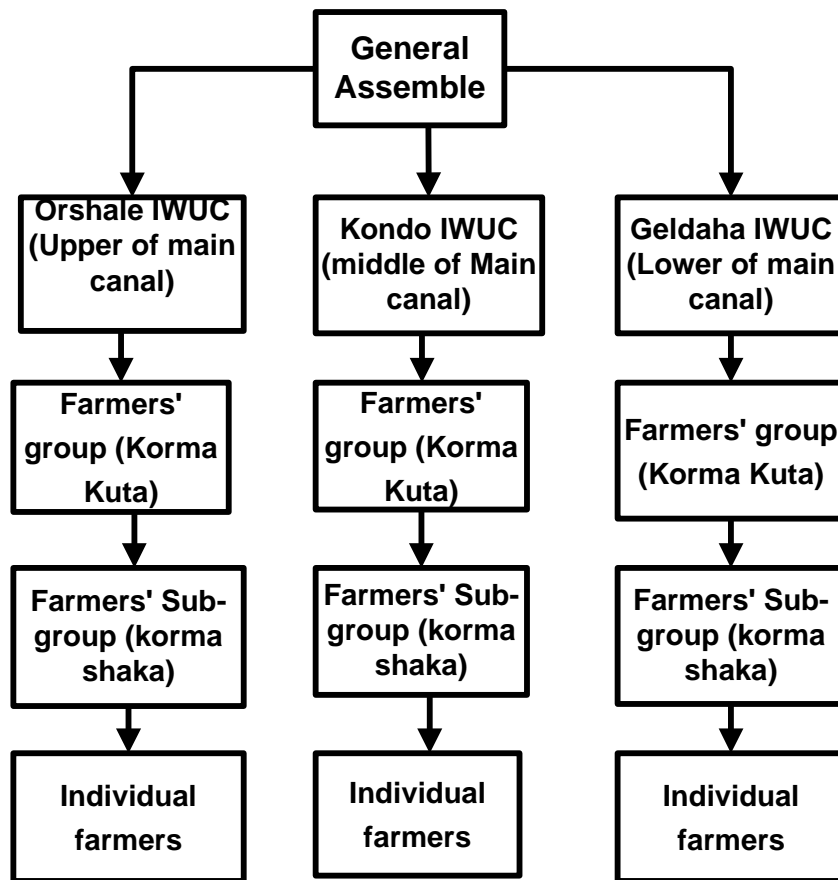 General
Assemble
Orshale IWUC
(Upper of main
canal)
Kondo IWUC
(middle of Main
canal)
Geldaha IWUC
(Lower of main
canal)
Farmers'
group (Korma
Kuta)
Farmers'
group (Korma
Kuta)
Farmers' group
(Korma Kuta)
Farmers' Sub-
group (korma
shaka)
Farmers' Sub-
group (korma
shaka)
Farmers' Sub-
group (korma
shaka)
Individual
farmers
Individual
farmers
Individual
farmers